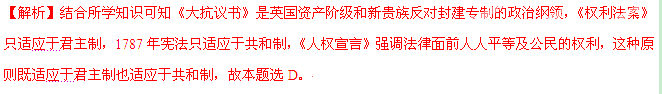 【解析】结合所学知识可知《大抗议书》是英国资产阶级和新贵族反对封建专制的政治纲领，《权利法案》
只适应于君主制，1787 年宪法只适应于共和制，《人权宣言》强调法律面前人人平等及公民的权利，这种原
则既适应于君主制也适应于共和制，故本题选 D。